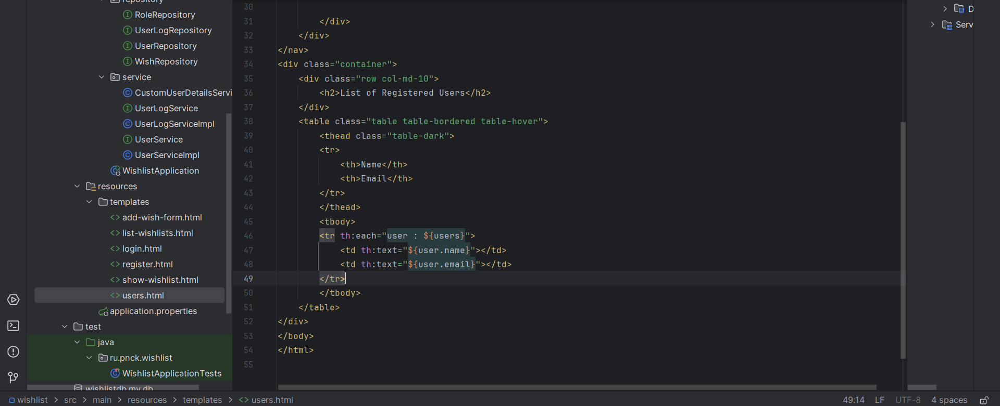 repository
RoleRepository
UserLogRepository
UserRepository
WishRepository
service
CustomUserDetailsServi
UserLogService
UserLogServiceImpl
UserService
UserServiceImpl
WishlistApplication
resources
templates
add-wish-form.html
list-wishlists.html
login.html
register.html
show-wishlist.html
users.html
application.properties
test
java
ru.pnck.wishlist
WishlistApplicationTests
wishlistdb.mv.db
30
31 </div>
32 </div>
33 </nav>
34 <div class="container">
35 <div class="row col-md-10">
36 <h2>List of Registered Users</h2>
37 </div>
38 <table class="table table-bordered table-hover">
39 <thead class="table-dark">
40 <tr>
41 <th>Name</th>
42 <th>Email</th>
43 </tr>
44 </thead>
45 <tbody>
46 <tr th:each="user : ${users}">
47 <td th:text="${user.name}"></td>
48 <td th:text="${user.email}"></td>
49 </tr>
50 </tbody>
51 </table>
52 </div>
53 </body>
54 </html>
55
D
Serv
wishlist > src > main > resources > templates > <> users.html
49:14 LF UTF-8 4 spaces